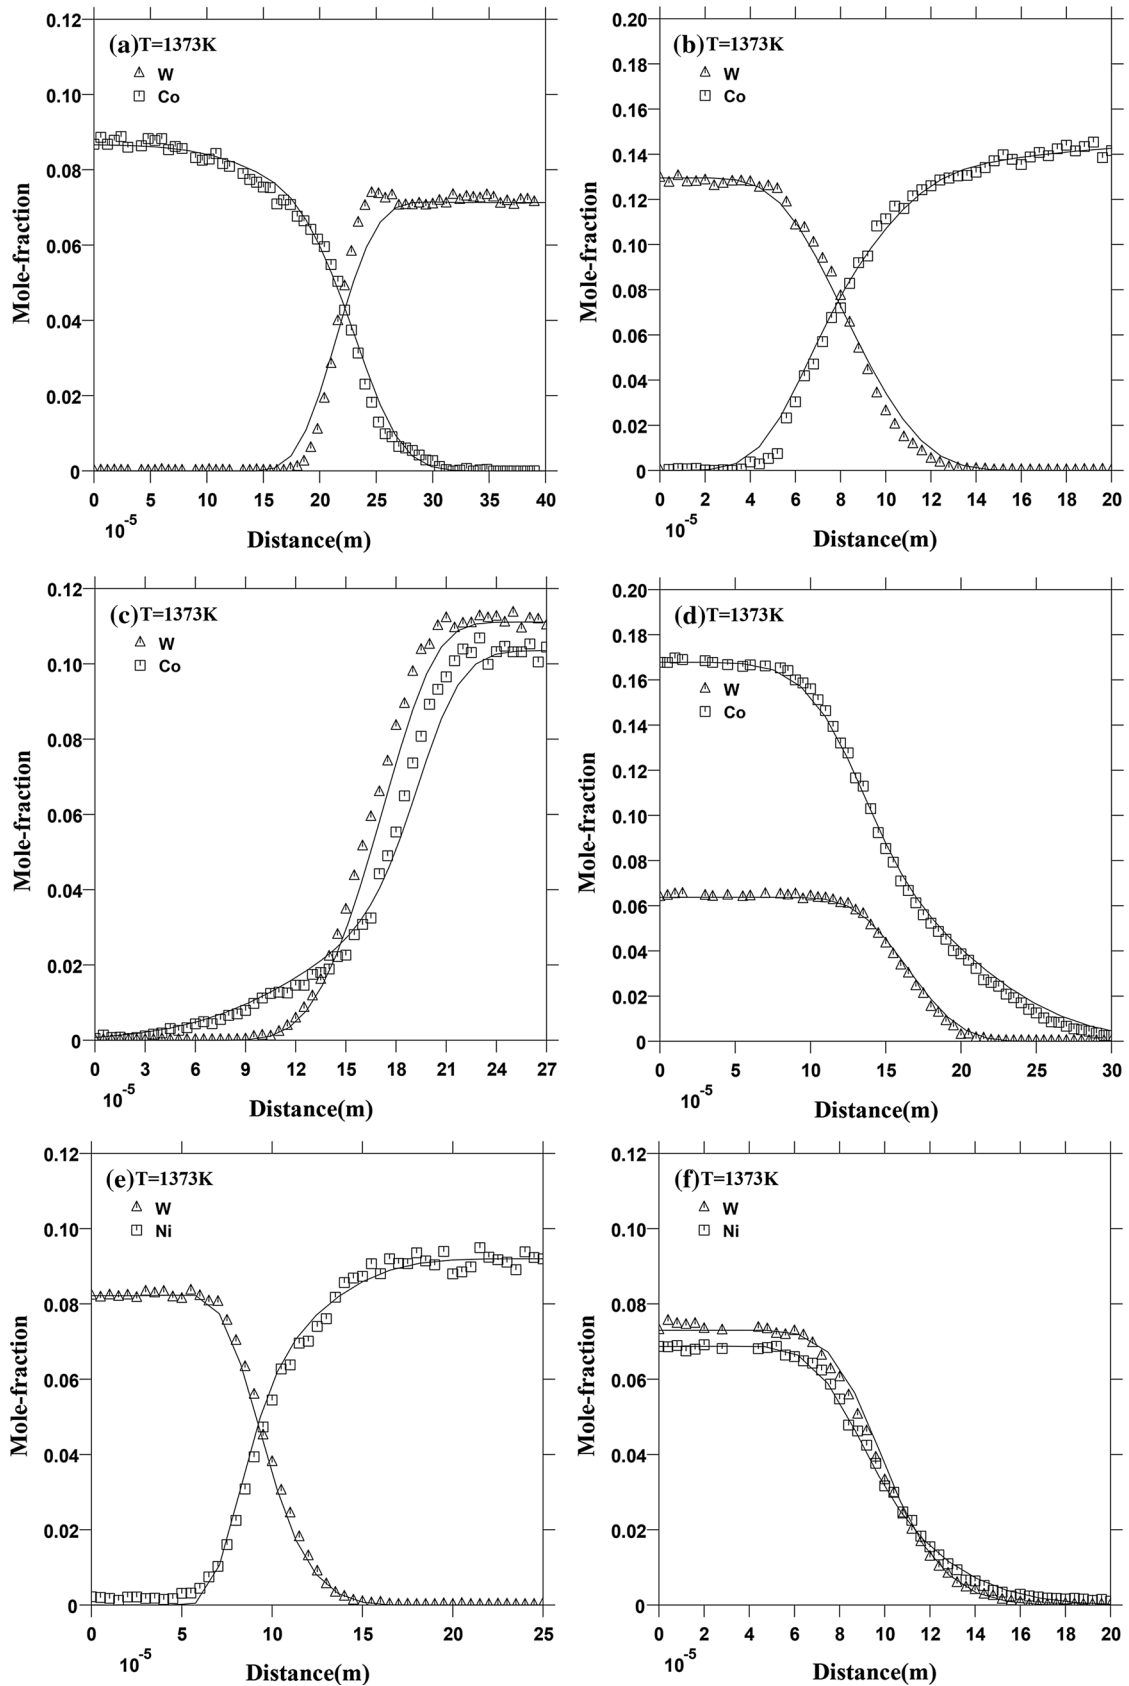 (a) T=1373K
W
Co
0.12
0.10
0.08
0.06
0.04
0.02
0
Mole-fraction
0 5 10 15 20 25 30 35 40
10-5
Distance(m)
(b) T=1373K
W
Co
0.20
0.18
0.16
0.14
0.12
0.10
0.08
0.06
0.04
0.02
0
Mole-fraction
0 2 4 6 8 10 12 14 16 18 20
10-5
Distance(m)
(c) T=1373K
W
Co
0.12
0.10
0.08
0.06
0.04
0.02
0
Mole-fraction
0 3 6 9 12 15 18 21 24 27
10-5
Distance(m)
(d) T=1373K
W
Co
0.20
0.18
0.16
0.14
0.12
0.10
0.08
0.06
0.04
0.02
0
Mole-fraction
0 5 10 15 20 25 30
10-5
Distance(m)
(e) T=1373K
W
Ni
0.12
0.10
0.08
0.06
0.04
0.02
0
Mole-fraction
0 5 10 15 20 25
10-5
Distance(m)
(f) T=1373K
W
Ni
0.12
0.10
0.08
0.06
0.04
0.02
0
Mole-fraction
0 2 4 6 8 10 12 14 16 18 20
10-5
Distance(m)